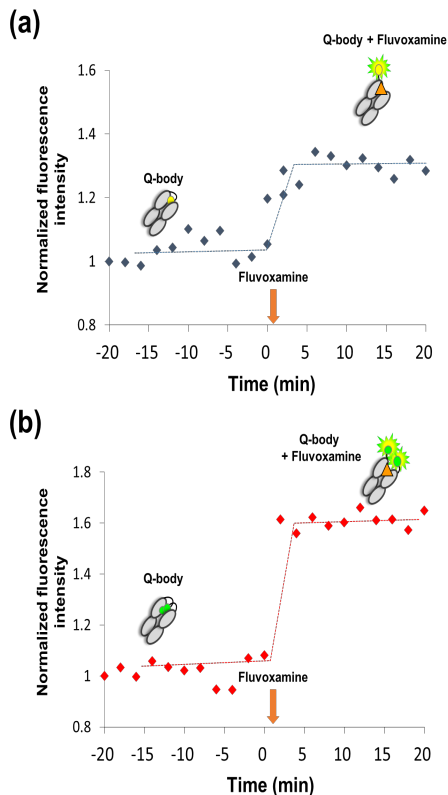 (a)
Q-body + Fluvoxamine
1.6
1.4
1.2
1
0.8
Normalized fluorescence
intensity
Q-body
Fluvoxamine
-20 -15 -10 -5 0 5 10 15 20
Time (min)
(b)
Q-body
+ Fluvoxamine
1.8
1.6
1.4
1.2
1
0.8
Normalized fluorescence
intensity
Q-body
Fluvoxamine
-20 -15 -10 -5 0 5 10 15 20
Time (min)